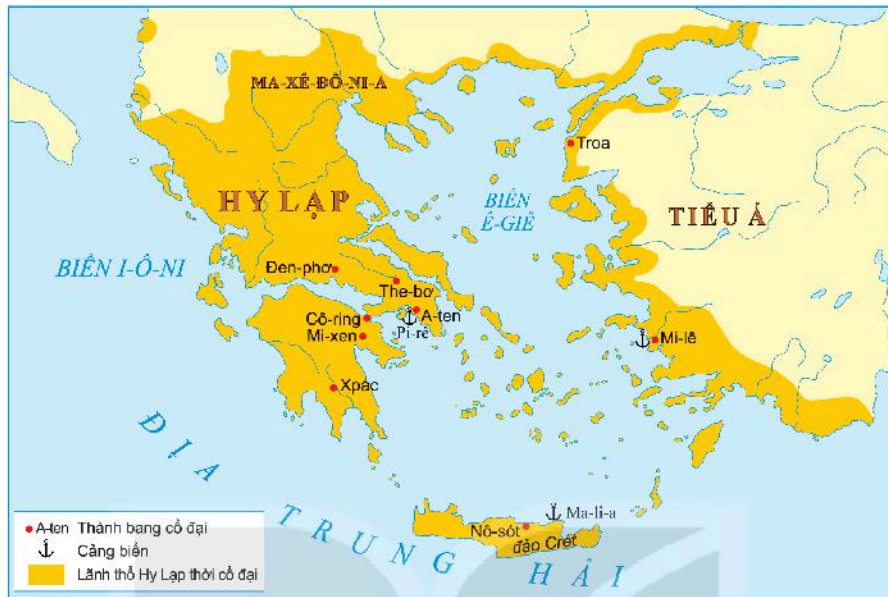 MA-XÊ-ĐÔ-NI-A
Troa
HY LẠP
BIỂN
Ê-GIÊ
TIỂU Á
BIỂN I-Ô-NI
Đen-phơ
The-bơ
A-ten
Pi-rê
Cô-ring
Mi-xen
Mi-lê
Xpác
ĐỊA TRUNG HẢI
Ma-li-a
Nô-sót
đảo Crét
A-ten Thành bang cổ đại
Cảng biển
Lãnh thổ Hy Lạp thời cổ đại